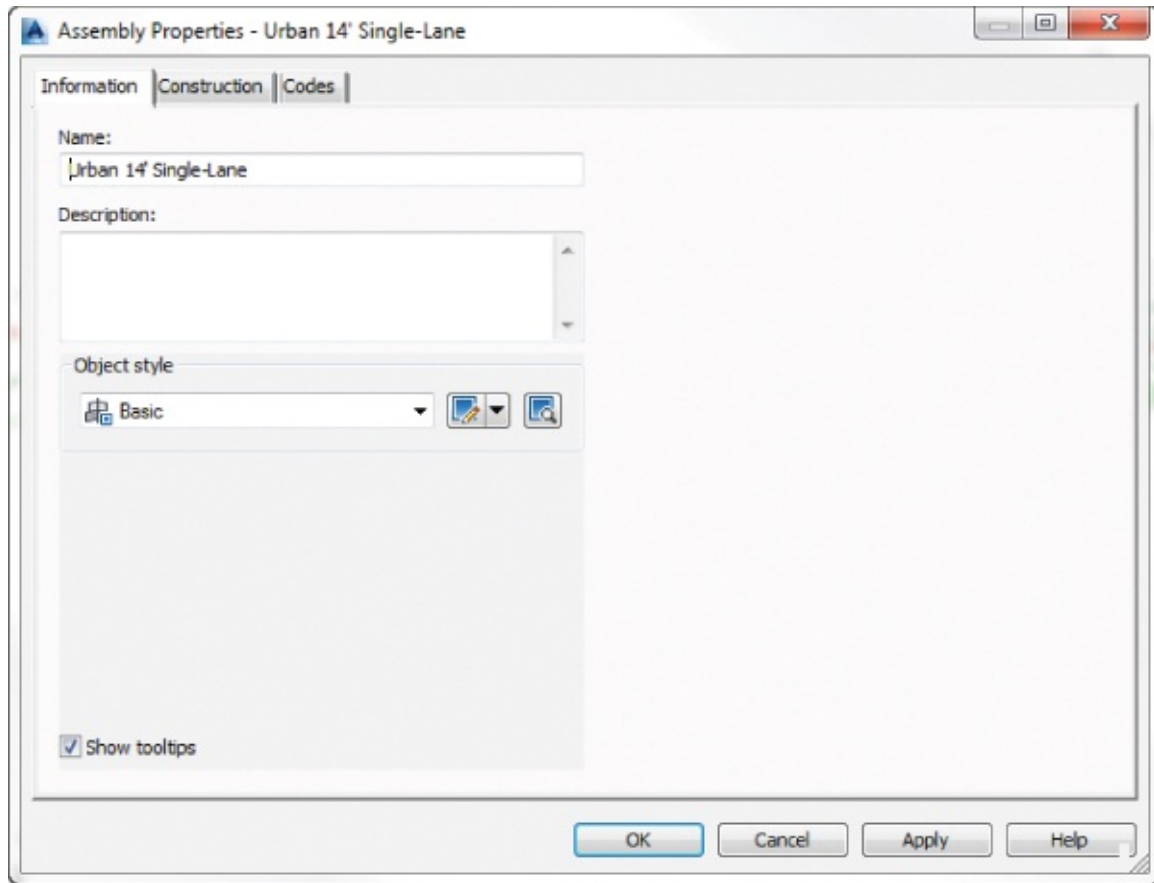 Assembly Properties - Urban 14' Single-Lane
Information Construction Codes
Name:
Urban 14' Single-Lane
Description:
Object style
Basic
Show tooltips
OK Cancel Apply Help